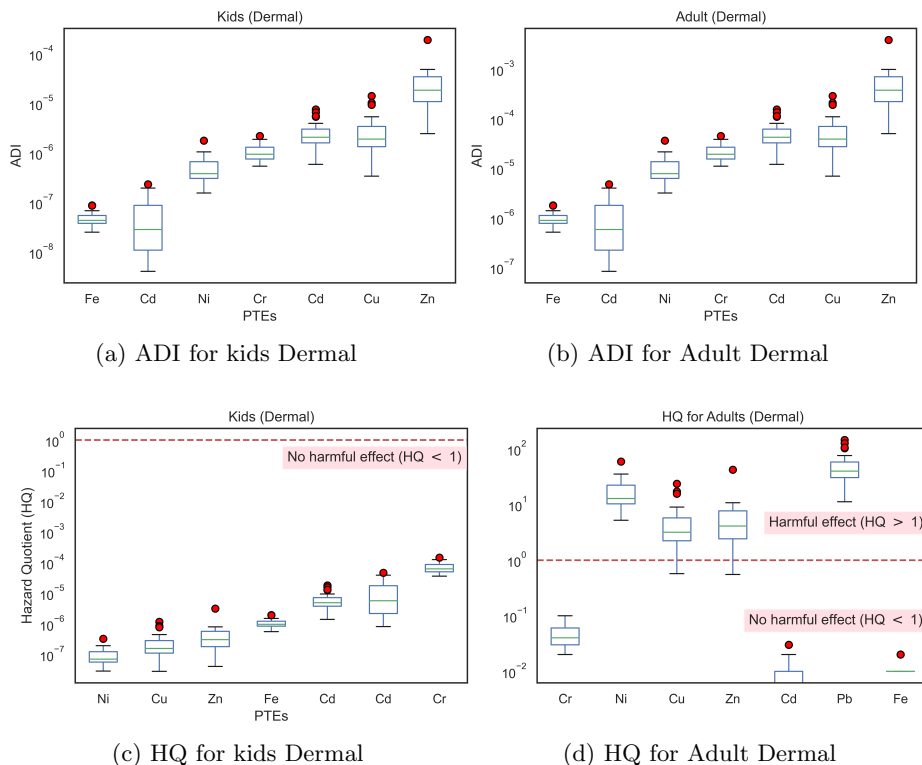 Kids (Dermal)
ADI
10⁻⁴
10⁻⁵
10⁻⁶
10⁻⁷
10⁻⁸
Fe Cd Ni Cr Cd Cu Zn
PTEs
(a) ADI for kids Dermal
Adult (Dermal)
ADI
10⁻³
10⁻⁴
10⁻⁵
10⁻⁶
10⁻⁷
Fe Cd Ni Cr Cd Cu Zn
PTEs
(b) ADI for Adult Dermal
Kids (Dermal)
Hazard Quotient (HQ)
10⁰
10⁻¹
10⁻²
10⁻³
10⁻⁴
10⁻⁵
10⁻⁶
10⁻⁷
No harmful effect (HQ < 1)
Ni Cu Zn Fe Cd Cd Cr
PTEs
(c) HQ for kids Dermal
HQ for Adults (Dermal)
10²
10¹
10⁰
10⁻¹
10⁻²
Harmful effect (HQ > 1)
No harmful effect (HQ < 1)
Cr Ni Cu Zn Cd Pb Fe
(d) HQ for Adult Dermal